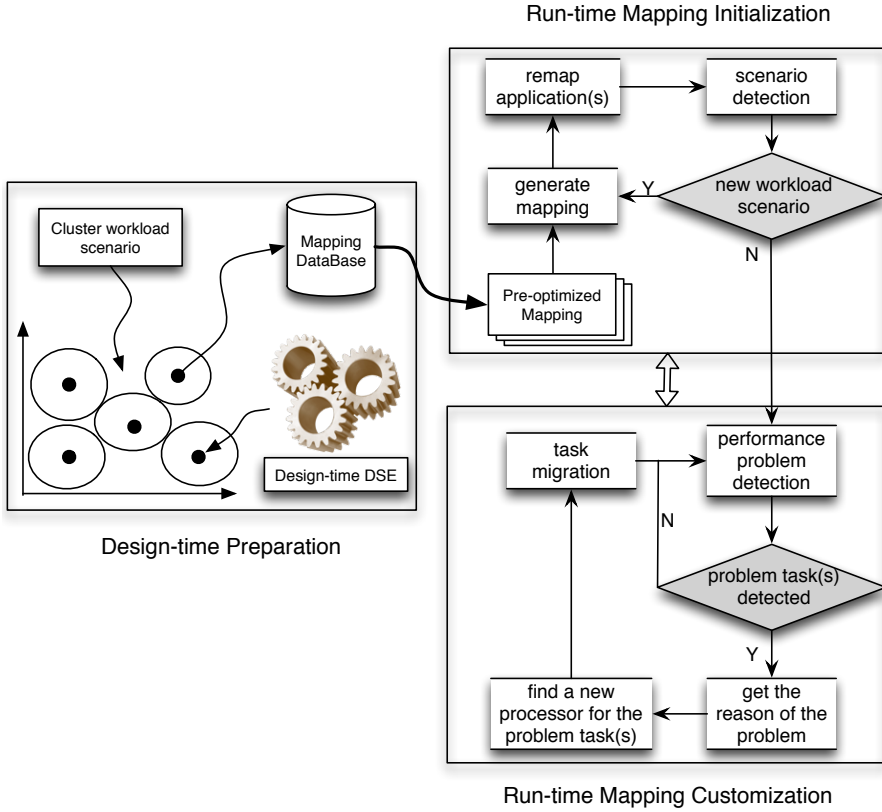 Run-time Mapping Initialization
remap
application(s)
scenario
detection
generate
mapping
Y
new workload
scenario
N
Pre-optimized
Mapping
Cluster workload
scenario
Mapping
DataBase
Design-time DSE
Design-time Preparation
task
migration
performance
problem
detection
N
problem task(s)
detected
Y
find a new
processor for the
problem task(s)
get the
reason of the
problem
Run-time Mapping Customization